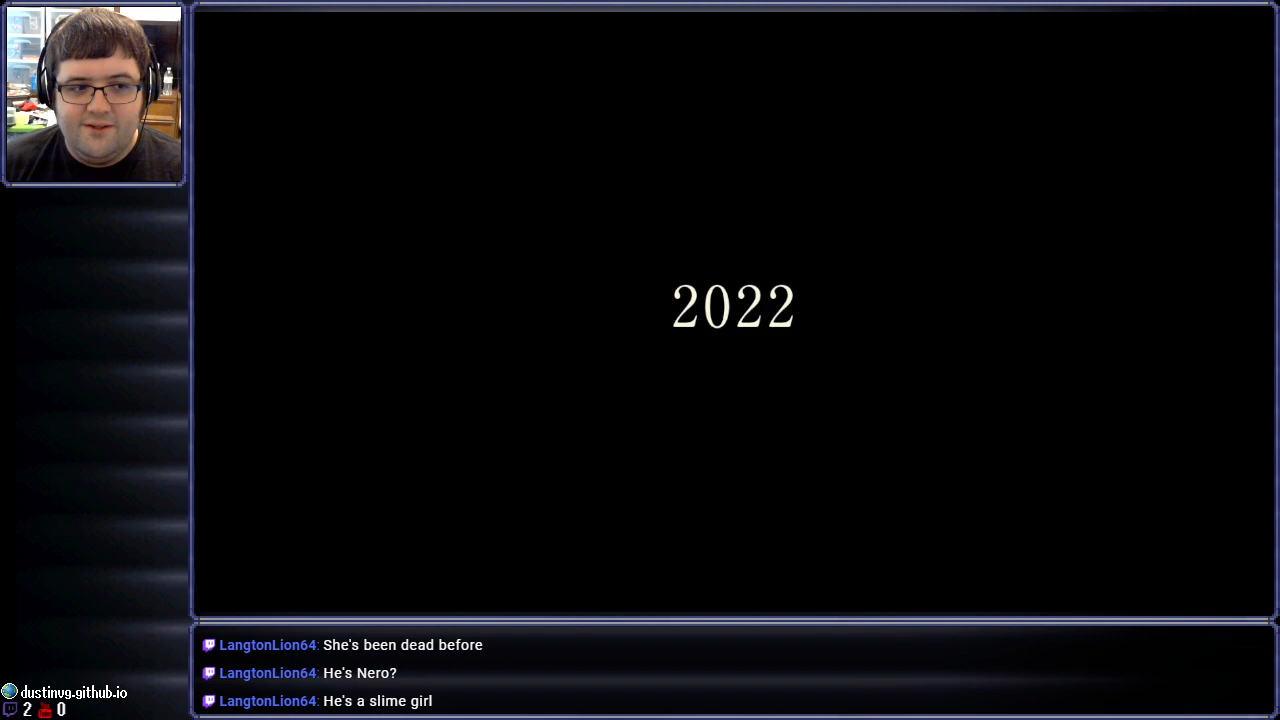 2022
LangtonLion64: She's been dead before
LangtonLion64: He's Nero?
LangtonLion64: He's a slime girl
dustinvg.github.io
2 0